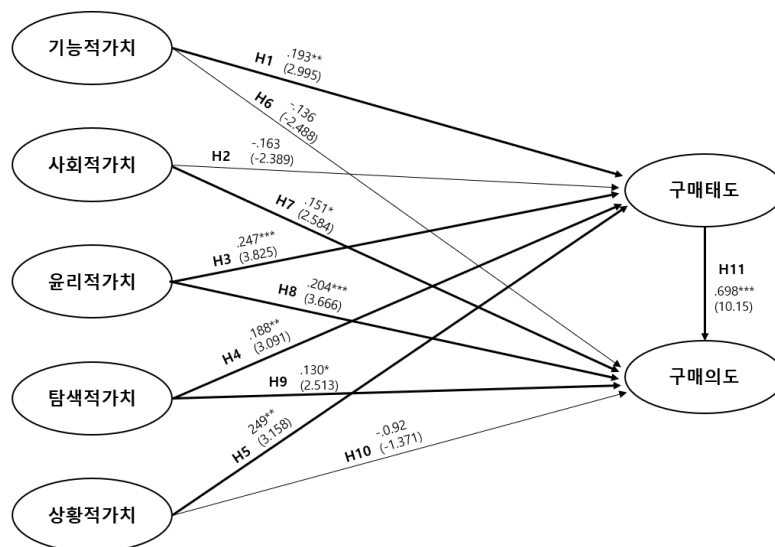 기능적가치
H1
.193**
(2.995)
H6
-.136
(-2.488)
사회적가치
H2
-.163
(-2.389)
구매태도
H7
.151*
(2.584)
윤리적가치
H3
.247***
(3.825)
H8
.204***
(3.666)
H11
.698***
(10.15)
탐색적가치
H4
.188**
(3.091)
H9
.130*
(2.513)
구매의도
H5
249**
(3.158)
H10
-.0.92
(-1.371)
상황적가치